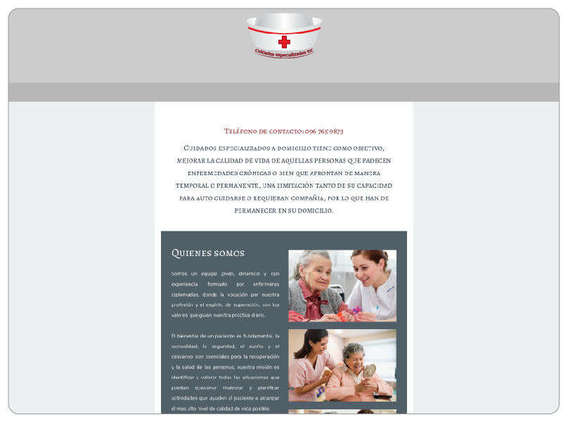 Cuidados especializados
Teléfono de contacto: 096 765 9873
Cuidados especializados a domicilio tiene como objetivo,
mejorar la calidad de vida de aquellas personas que padecen
enfermedades crónicas o bien que afrontan de manera
temporal o permanente, una limitación tanto de su capacidad
para auto cuidarse o requieran compañía, por lo que han de
permanecer en su domicilio.
Quienes somos
Somos un equipo joven, dinámico y con
experiencia formado por enfermeras
diplomadas, donde la vocación por nuestra
profesión y el espíritu de superación, son los
valores que guían nuestra práctica diaria.
El bienestar de un paciente es fundamental, la
comodidad, la seguridad, el sueño y el
descanso son esenciales para la recuperación
y la salud de las personas, nuestra misión es
identificar y valorar todas las situaciones que
puedan ocasionar malestar y planificar
actividades que ayuden al paciente a alcanzar
el más alto nivel de calidad de vida posible.